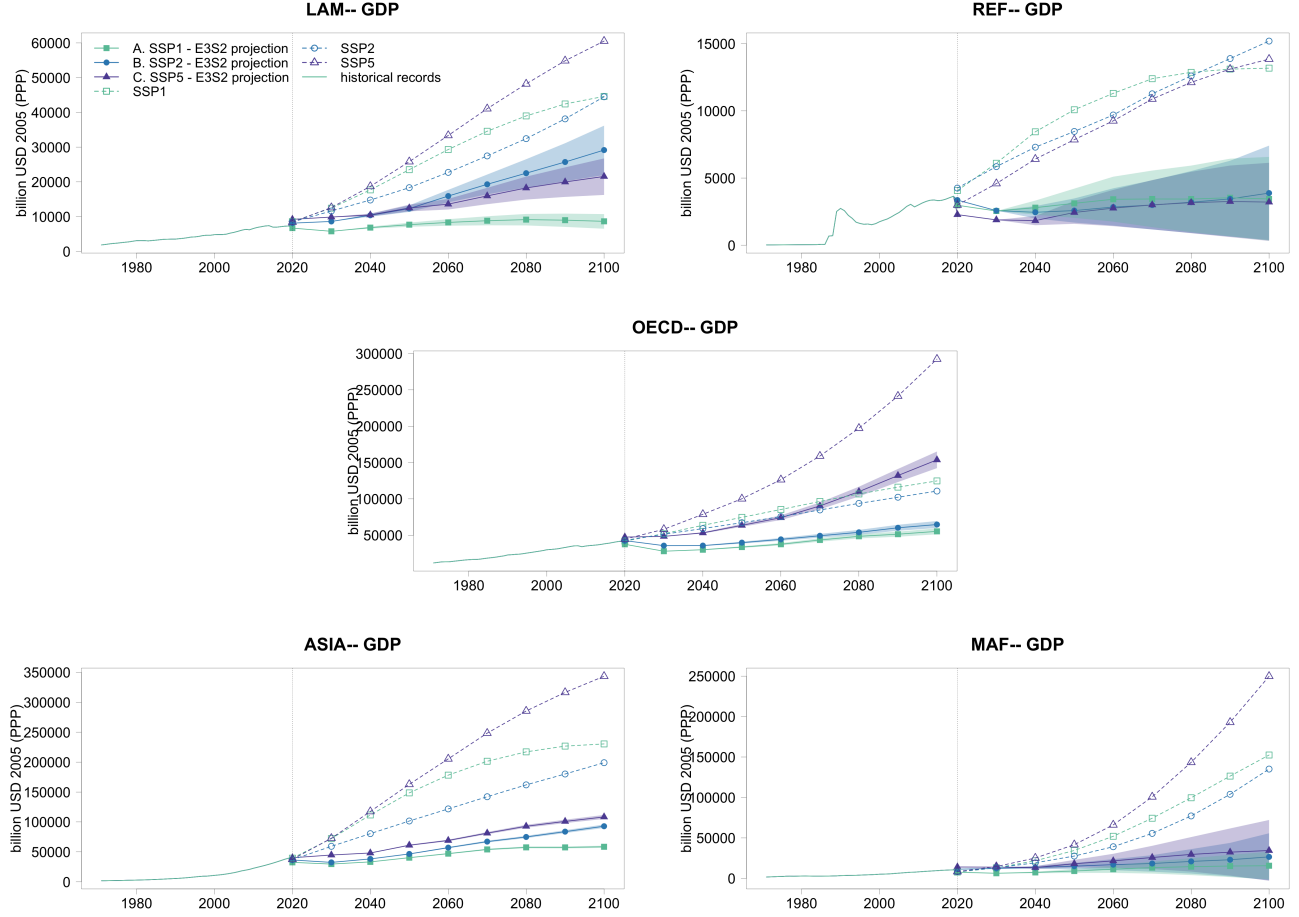 LAM-- GDP
billion USD 2005 (PPP)
60000
50000
40000
30000
20000
10000
0
1980 2000 2020 2040 2060 2080 2100
A. SSP1 - E3S2 projection
B. SSP2 - E3S2 projection
C. SSP5 - E3S2 projection
SSP1
SSP2
SSP5
historical records
REF-- GDP
billion USD 2005 (PPP)
15000
10000
5000
0
1980 2000 2020 2040 2060 2080 2100
OECD-- GDP
billion USD 2005 (PPP)
300000
250000
200000
150000
100000
50000
1980 2000 2020 2040 2060 2080 2100
ASIA-- GDP
billion USD 2005 (PPP)
350000
300000
250000
200000
150000
100000
50000
0
1980 2000 2020 2040 2060 2080 2100
MAF-- GDP
billion USD 2005 (PPP)
250000
200000
150000
100000
50000
0
1980 2000 2020 2040 2060 2080 2100